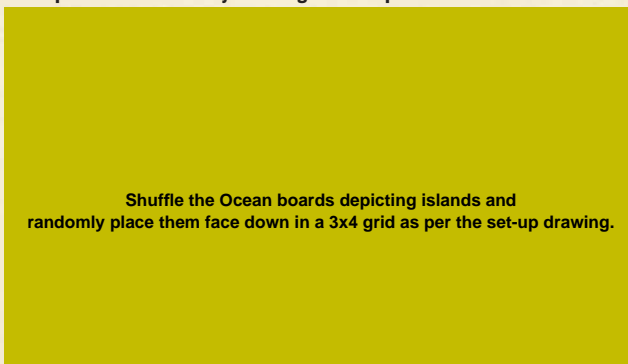 Shuffle the Ocean boards depicting islands and
randomly place them face down in a 3x4 grid as per the set-up drawing.